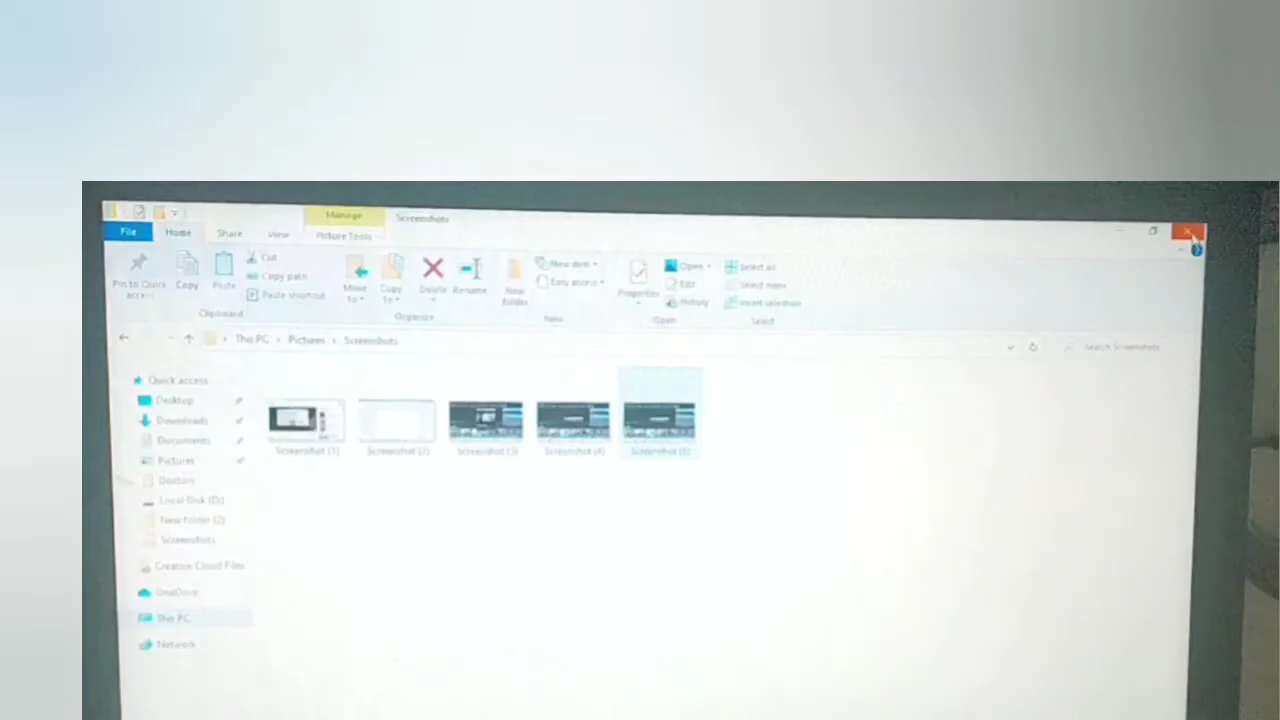 Manage
Screenshots
File
Home
Share
View
Picture Tools
Pin to Quick access
Copy
Paste
Cut
Copy path
Paste shortcut
Clipboard
Move to
Copy to
Delete
Rename
Organize
New folder
New item
Easy access
New
Properties
Open
Edit
History
Open
Select all
Select none
Invert selection
Select
This PC > Pictures > Screenshots
Search Screenshots
Quick access
Desktop
Downloads
Documents
Pictures
Doctors
Local Disk (D:)
New folder (2)
Screenshots
Creative Cloud Files
OneDrive
This PC
Network
Screenshot (1)
Screenshot (2)
Screenshot (3)
Screenshot (4)
Screenshot